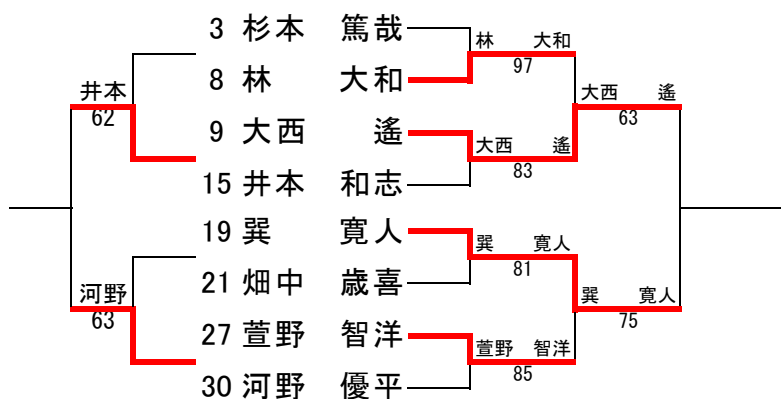 3 杉本 篤哉
林 大和
97
8 林 大和
井本
62
大西 遙
63
9 大西 遙
大西 遙
83
15 井本 和志
19 巽 寛人
巽 寛人
81
21 畑中 歳喜
河野
63
巽 寛人
75
27 萱野 智洋
萱野 智洋
85
30 河野 優平